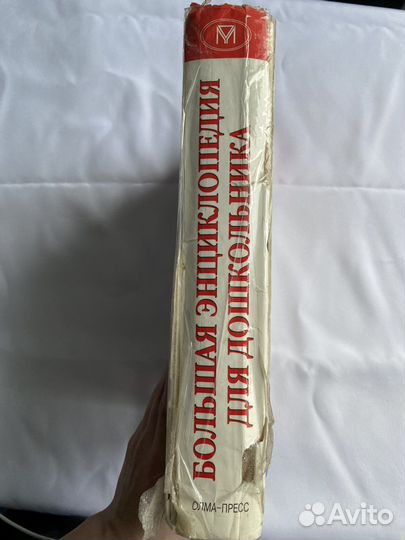 БОЛЬШАЯ ЭНЦИКЛОПЕДИЯ
ДЛЯ ДОШКОЛЬНИКА
ОЛМА-ПРЕСС
Avito